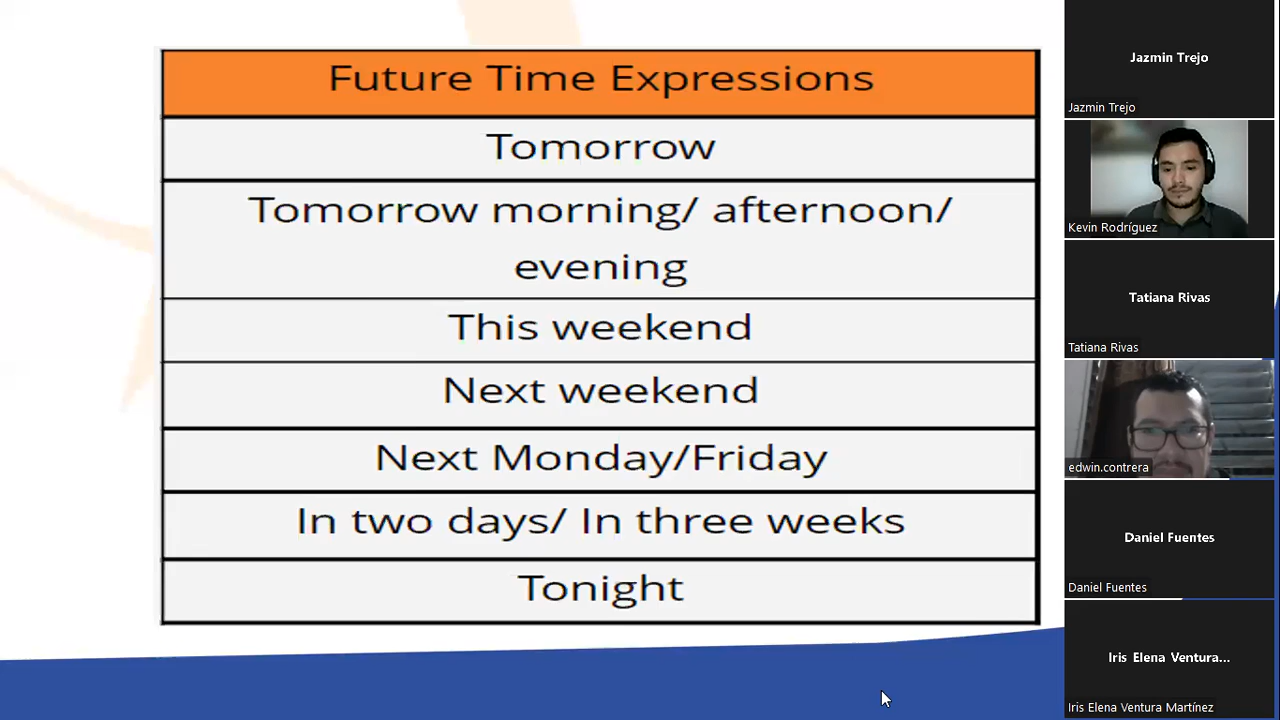 Future Time Expressions
Tomorrow
Tomorrow morning/ afternoon/
evening
This weekend
Next weekend
Next Monday/Friday
In two days/ In three weeks
Tonight
Jazmin Trejo
Jazmin Trejo
Kevin Rodríguez
Tatiana Rivas
Tatiana Rivas
edwin.contrera
Daniel Fuentes
Daniel Fuentes
Iris Elena Ventura...
Iris Elena Ventura Martínez